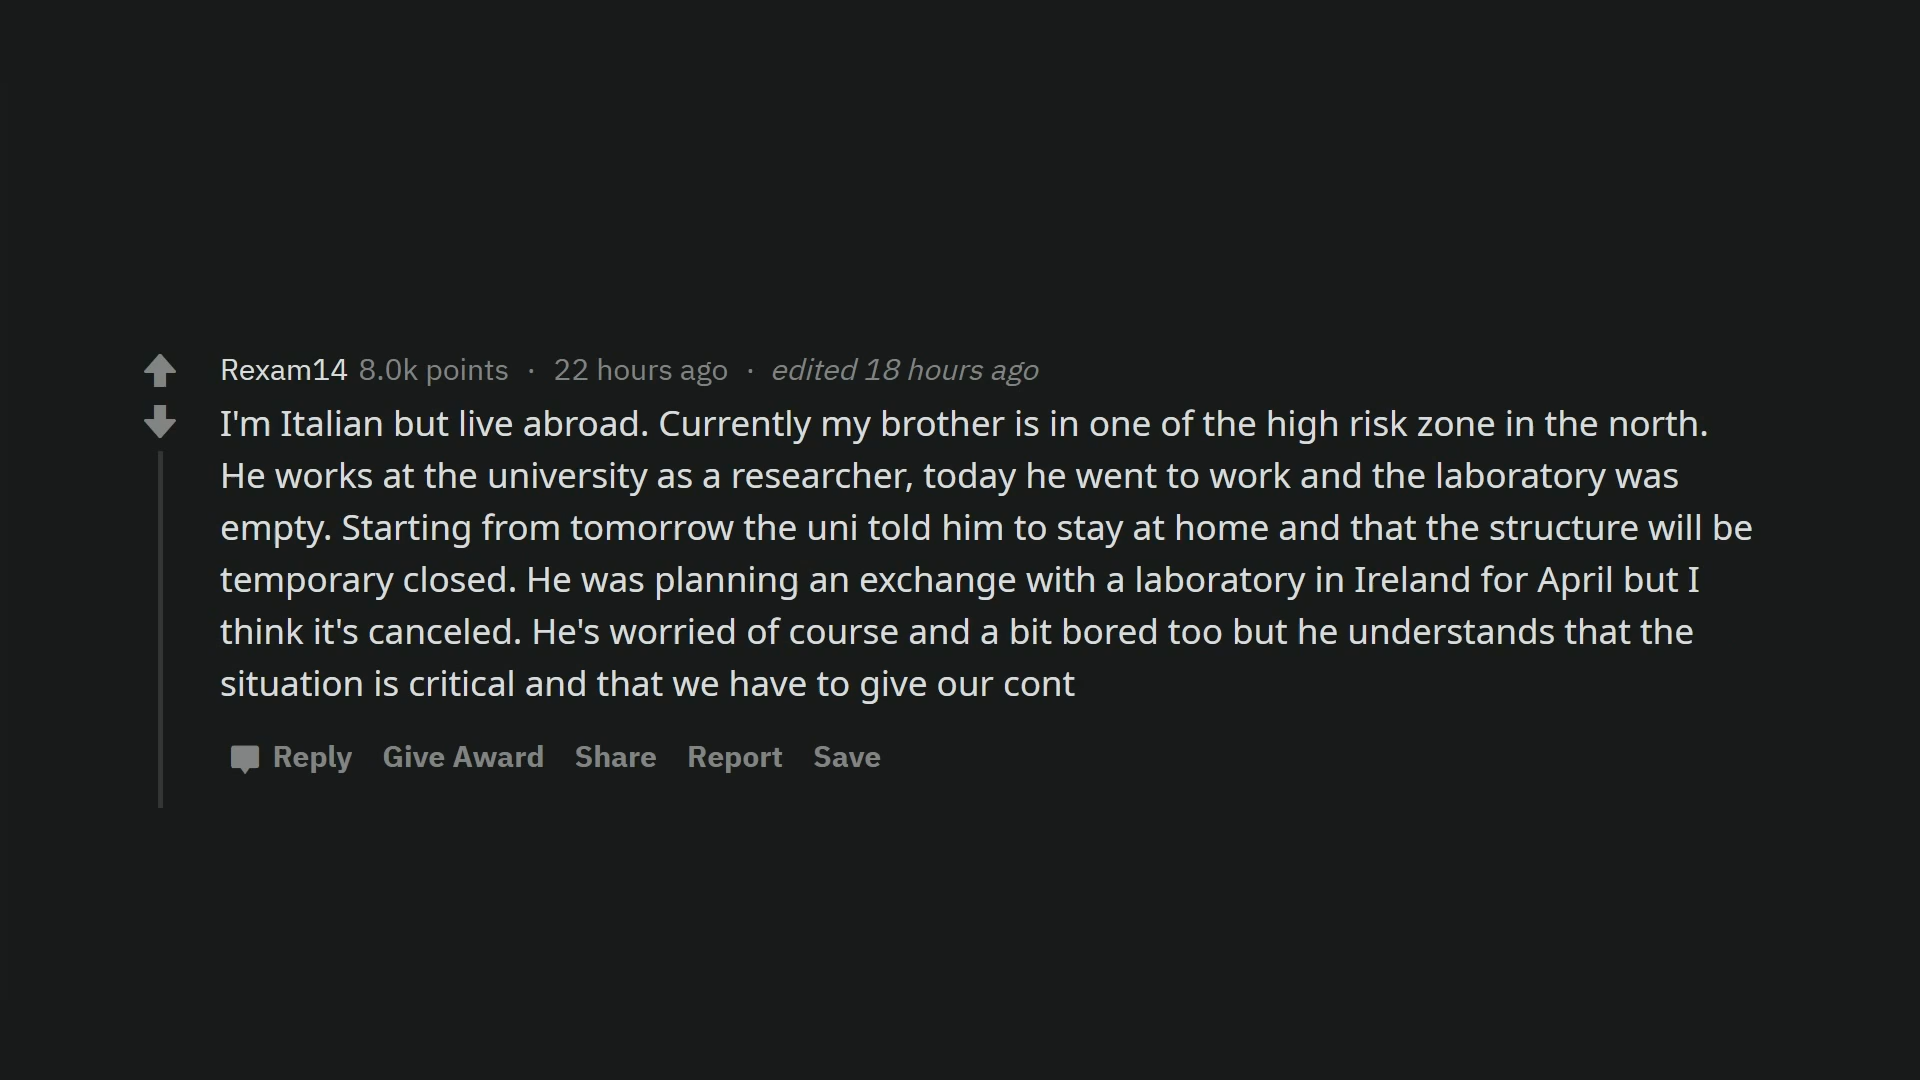 Rexam14 8.0k points · 22 hours ago · edited 18 hours ago
I'm Italian but live abroad. Currently my brother is in one of the high risk zone in the north.
He works at the university as a researcher, today he went to work and the laboratory was
empty. Starting from tomorrow the uni told him to stay at home and that the structure will be
temporary closed. He was planning an exchange with a laboratory in Ireland for April but I
think it's canceled. He's worried of course and a bit bored too but he understands that the
situation is critical and that we have to give our cont
Reply Give Award Share Report Save